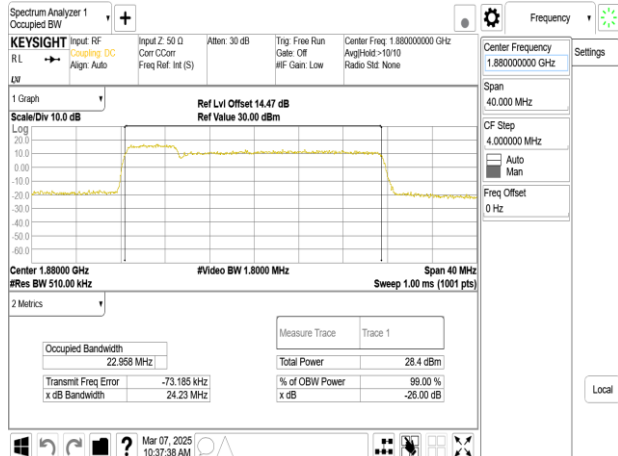 Spectrum Analyzer 1
Occupied BW
+
Frequency
Settings
KEYSIGHT
RL
Input: RF
Coupling: DC
Align: Auto
Input Z: 50 Ω
Corr CCorr
Freq Ref: Int (S)
Atten: 30 dB
Trig: Free Run
Gate: Off
#IF Gain: Low
Center Freq: 1.880000000 GHz
Avg|Hold:>10/10
Radio Std: None
LXI
1 Graph
Scale/Div 10.0 dB
Ref Lvl Offset 14.47 dB
Ref Value 30.00 dBm
Log
20.0
10.0
0.00
-10.0
-20.0
-30.0
-40.0
-50.0
-60.0
Center 1.88000 GHz
#Video BW 1.8000 MHz
Span 40 MHz
#Res BW 510.00 kHz
Sweep 1.00 ms (1001 pts)
2 Metrics
Measure Trace
Trace 1
Occupied Bandwidth
22.958 MHz
Total Power
28.4 dBm
Transmit Freq Error
-73.185 kHz
% of OBW Power
99.00 %
x dB Bandwidth
24.23 MHz
x dB
-26.00 dB
Center Frequency
1.880000000 GHz
Span
40.000 MHz
CF Step
4.000000 MHz
Auto
Man
Freq Offset
0 Hz
Local
?
Mar 07, 2025
10:37:38 AM